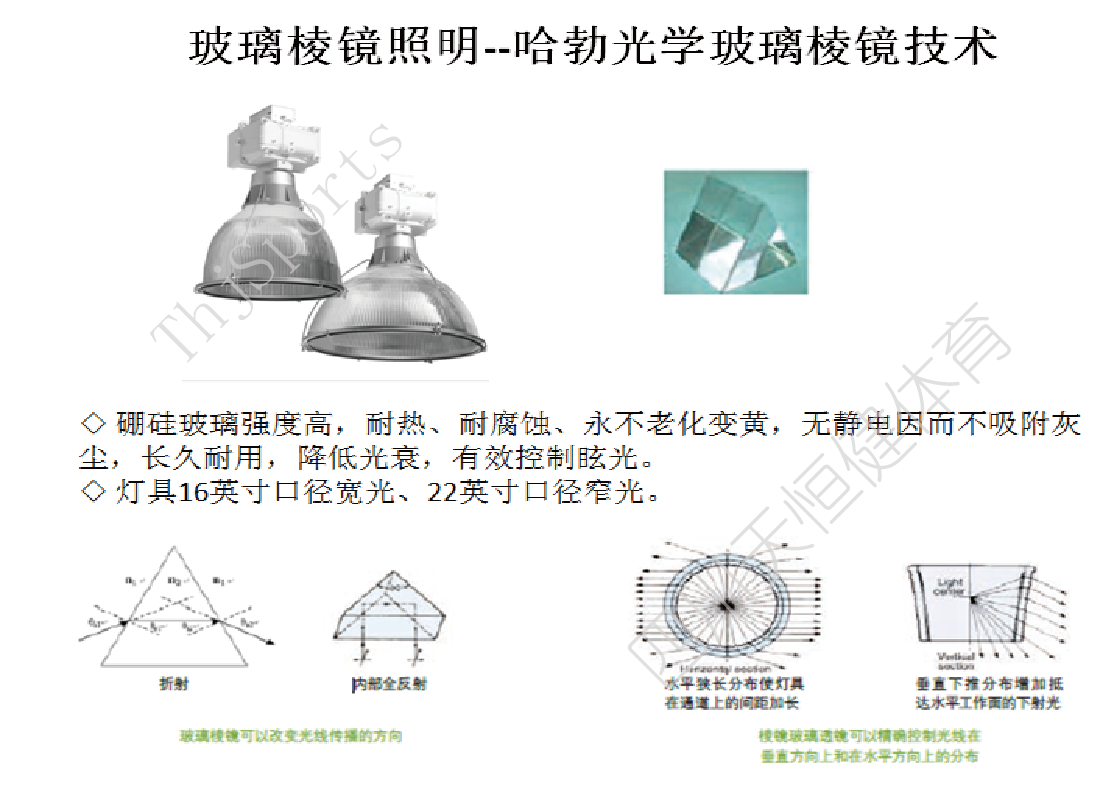 玻璃棱镜照明--哈勃光学玻璃棱镜技术
ThjSports
◇ 硼硅玻璃强度高，耐热、耐腐蚀、永不老化变黄，无静电因而不吸附灰
尘，长久耐用，降低光衰，有效控制眩光。
◇ 灯具16英寸口径宽光、22英寸口径窄光。
天恒健体育
Light
center
Horizontal section
Vertical
section
折射
内部全反射
水平狭长分布使灯具
在通道上的间距加长
垂直下推分布增加抵
达水平工作面的下射光
玻璃棱镜可以改变光线传播的方向
棱镜玻璃透镜可以精确控制光线在
垂直方向上和在水平方向上的分布